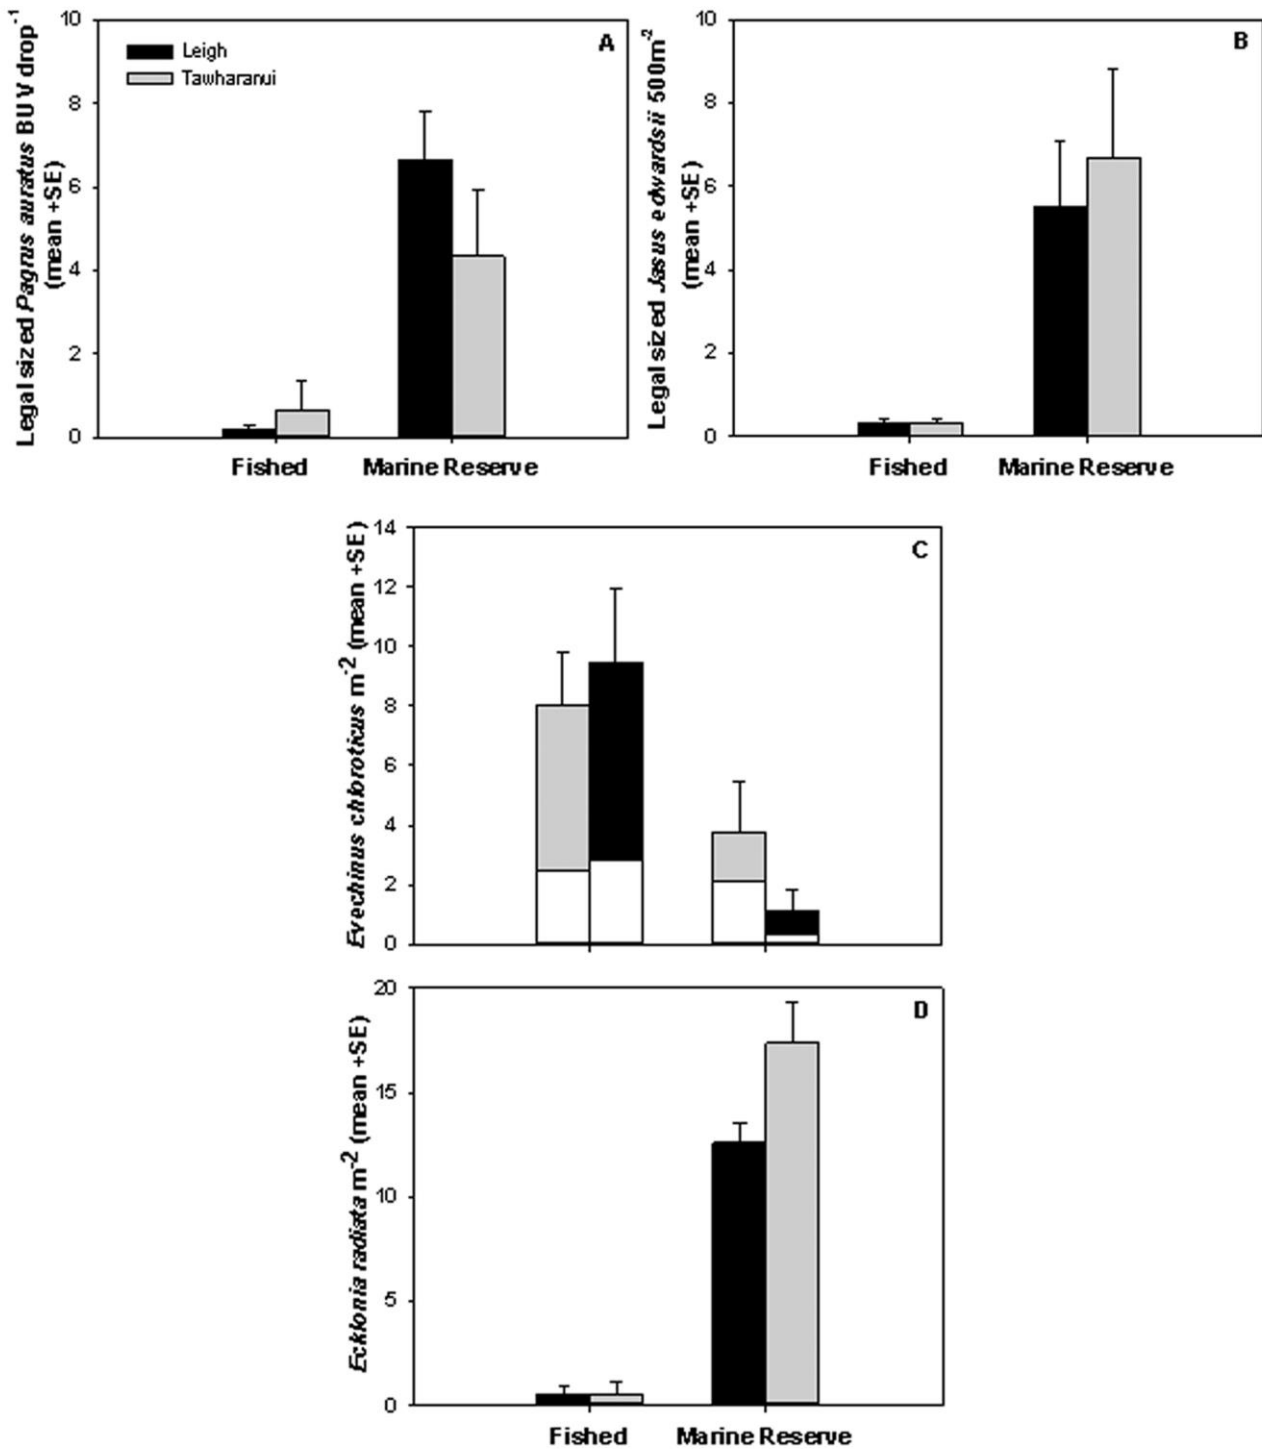 Legal sized Pagrus auratus BUV drop-1
(mean +SE)
10
8
6
4
2
0
Leigh
Tawharanui
A
Fished Marine Reserve
Legal sized Jasus edwardsii 500m-2
(mean +SE)
10
8
6
4
2
0
B
Fished Marine Reserve
Evechinus chloroticus m-2 (mean +SE)
14
12
10
8
6
4
2
0
C
Ecklonia radiata m-2 (mean +SE)
20
15
10
5
0
D
Fished Marine Reserve